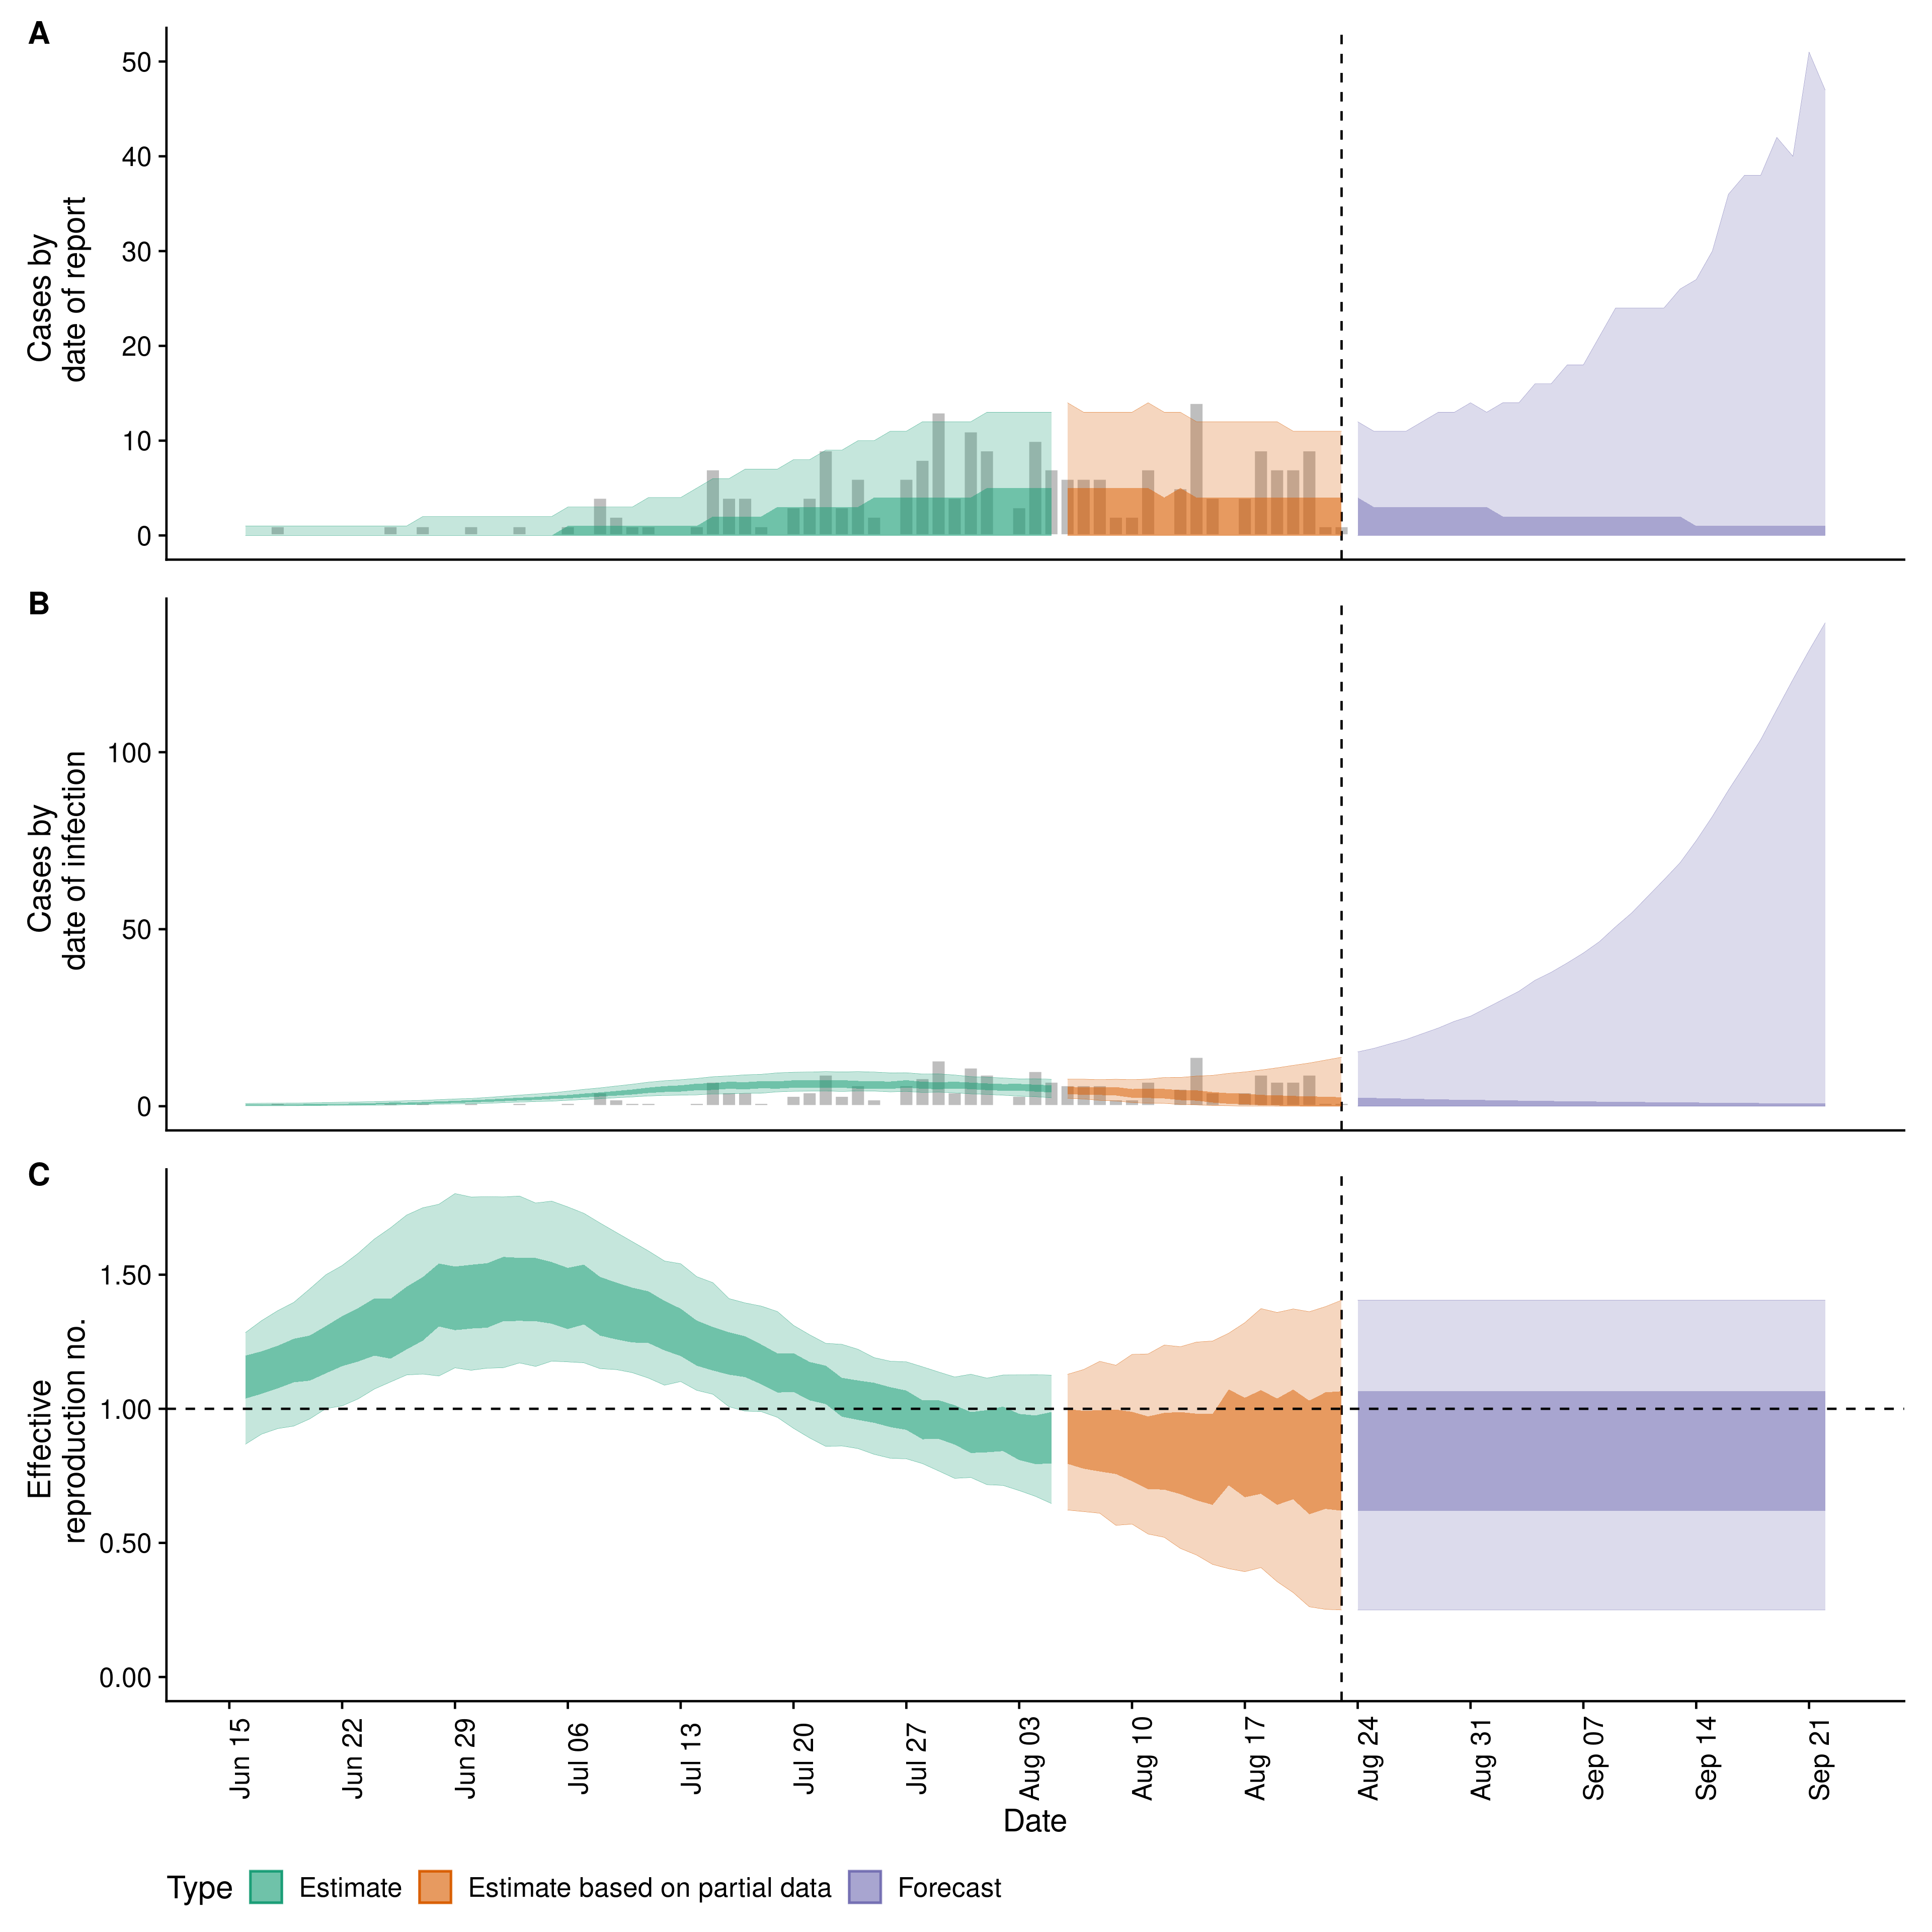 A
50
40
30
20
10
0
Cases by
date of report
B
100
50
0
Cases by
date of infection
C
1.50
1.00
0.50
0.00
Effective
reproduction no.
Jun 15
Jun 22
Jun 29
Jul 06
Jul 13
Jul 20
Jul 27
Aug 03
Aug 10
Aug 17
Aug 24
Aug 31
Sep 07
Sep 14
Sep 21
Date
Type Estimate Estimate based on partial data Forecast